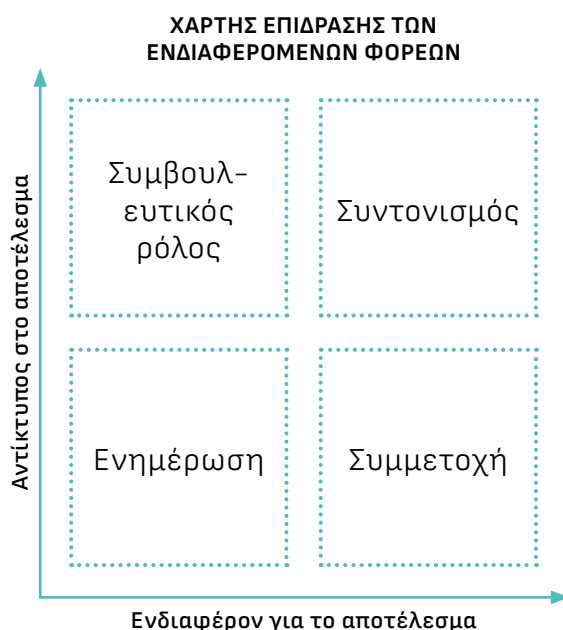 ΧΑΡΤΗΣ ΕΠΙΔΡΑΣΗΣ ΤΩΝ
ΕΝΔΙΑΦΕΡΟΜΕΝΩΝ ΦΟΡΕΩΝ
Αντίκτυπος στο αποτέλεσμα
Συμβουλ-
ευτικός
ρόλος
Συντονισμός
Ενημέρωση
Συμμετοχή
Ενδιαφέρον για το αποτέλεσμα